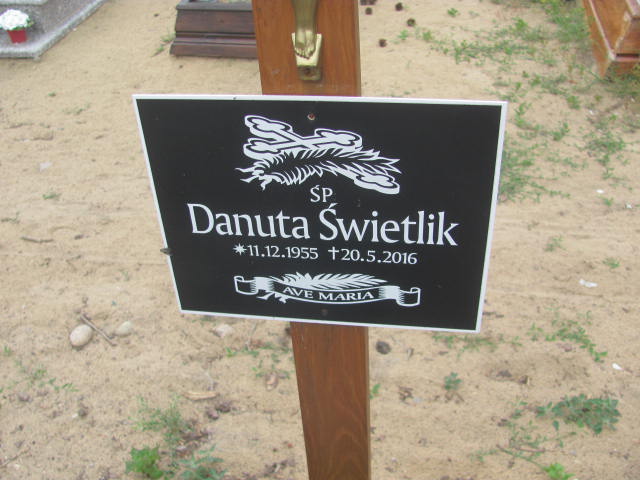 ŚP
Danuta Świetlik
*11.12.1955 †20.5.2016
AVE MARIA